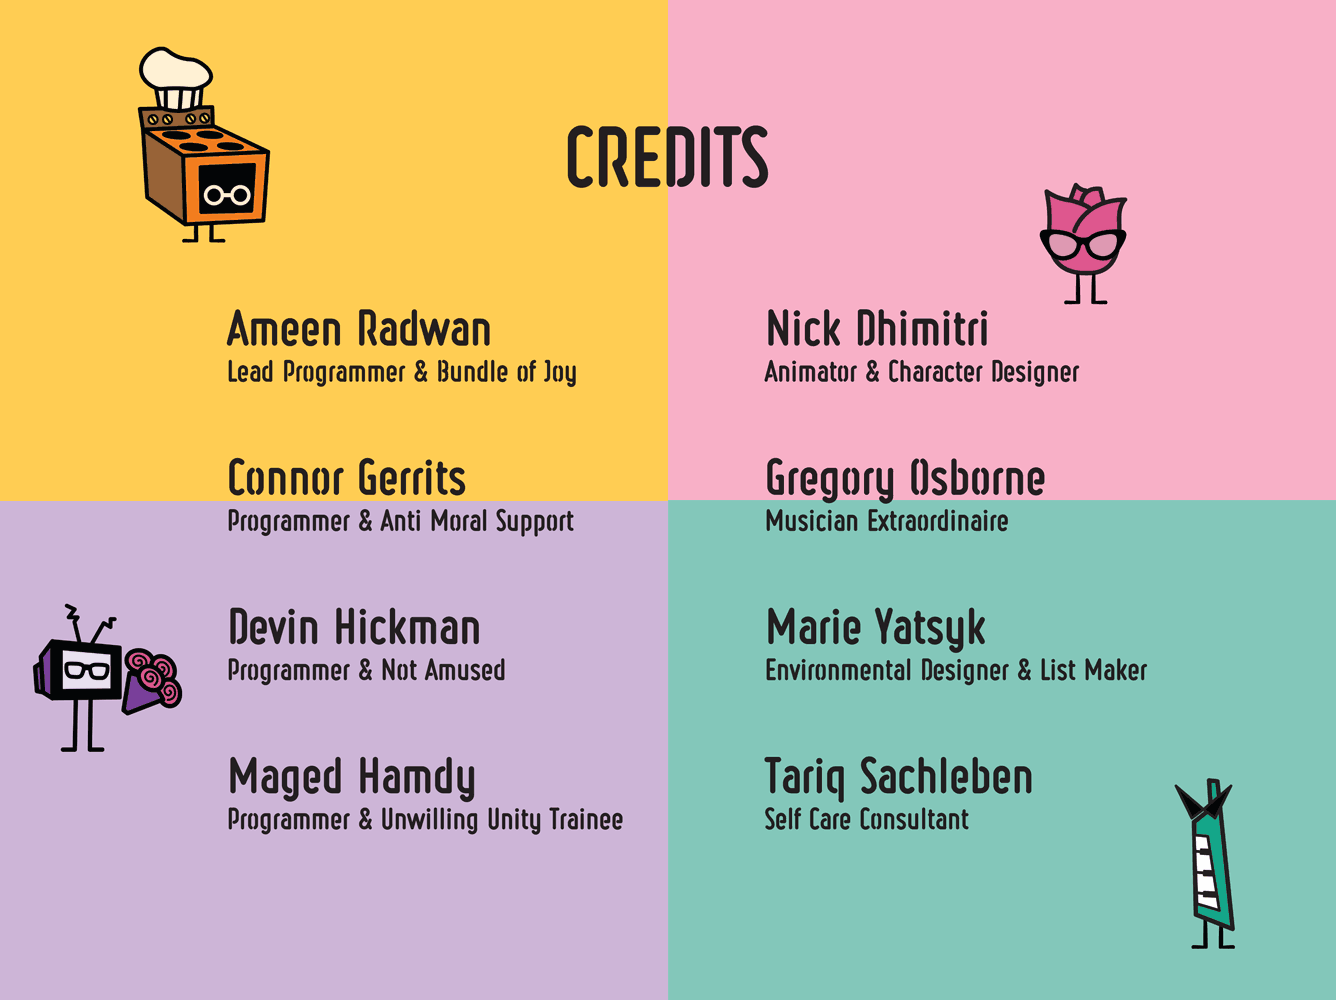 CREDITS
Ameen Radwan
Lead Programmer & Bundle of Joy
Connor Gerrits
Programmer & Anti Moral Support
Devin Hickman
Programmer & Not Amused
Maged Hamdy
Programmer & Unwilling Unity Trainee
Nick Dhimitri
Animator & Character Designer
Gregory Osborne
Musician Extraordinaire
Marie Yatsyk
Environmental Designer & List Maker
Tariq Sachleben
Self Care Consultant